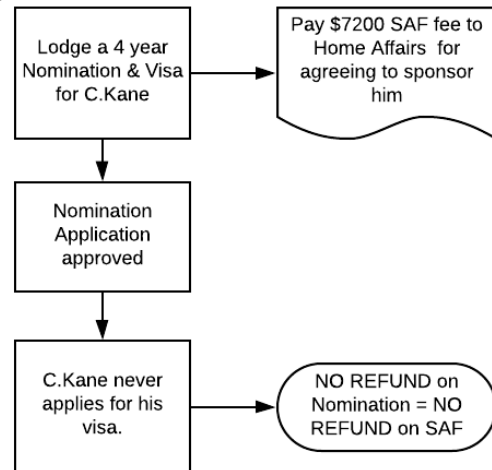 Lodge a 4 year
Nomination & Visa
for C.Kane
Pay $7200 SAF fee to
Home Affairs  for
agreeing to sponsor
him
Nomination
Application
approved
C.Kane never
applies for his
visa.
NO REFUND on
Nomination = NO
REFUND on SAF